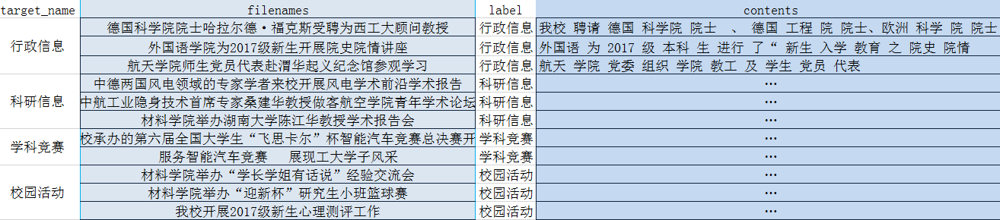 target_name filenames label contents
行政信息
德国科学院院士哈拉尔德·福克斯受聘为西工大顾问教授 行政信息 我校 聘请 德国 科学院 院士 、 德国 工程 院 院士、欧洲 科学 院 院士
外国语学院为2017级新生开展院史院情讲座 行政信息 外国语 为 2017 级 本科 生 进行 了“ 新生 入学 教育 之 院史 院情
航天学院师生党员代表赴渭华起义纪念馆参观学习 行政信息 航天 学院 党委 组织 学院 教工 及 学生 党员 代表
科研信息
中德两国风电领域的专家学者来校开展风电学术前沿学术报告 科研信息 …
中航工业隐身技术首席专家桑建华教授做客航空学院青年学术论坛 科研信息 …
材料学院举办湖南大学陈江华教授学术报告会 科研信息 …
学科竞赛
校承办的第六届全国大学生“飞思卡尔”杯智能汽车竞赛总决赛开 学科竞赛 …
服务智能汽车竞赛 展现工大学子风采 学科竞赛 …
校园活动
材料学院举办“学长学姐有话说”经验交流会 校园活动 …
材料学院举办“迎新杯”研究生小班篮球赛 校园活动 …
我校开展2017级新生心理测评工作 校园活动 …